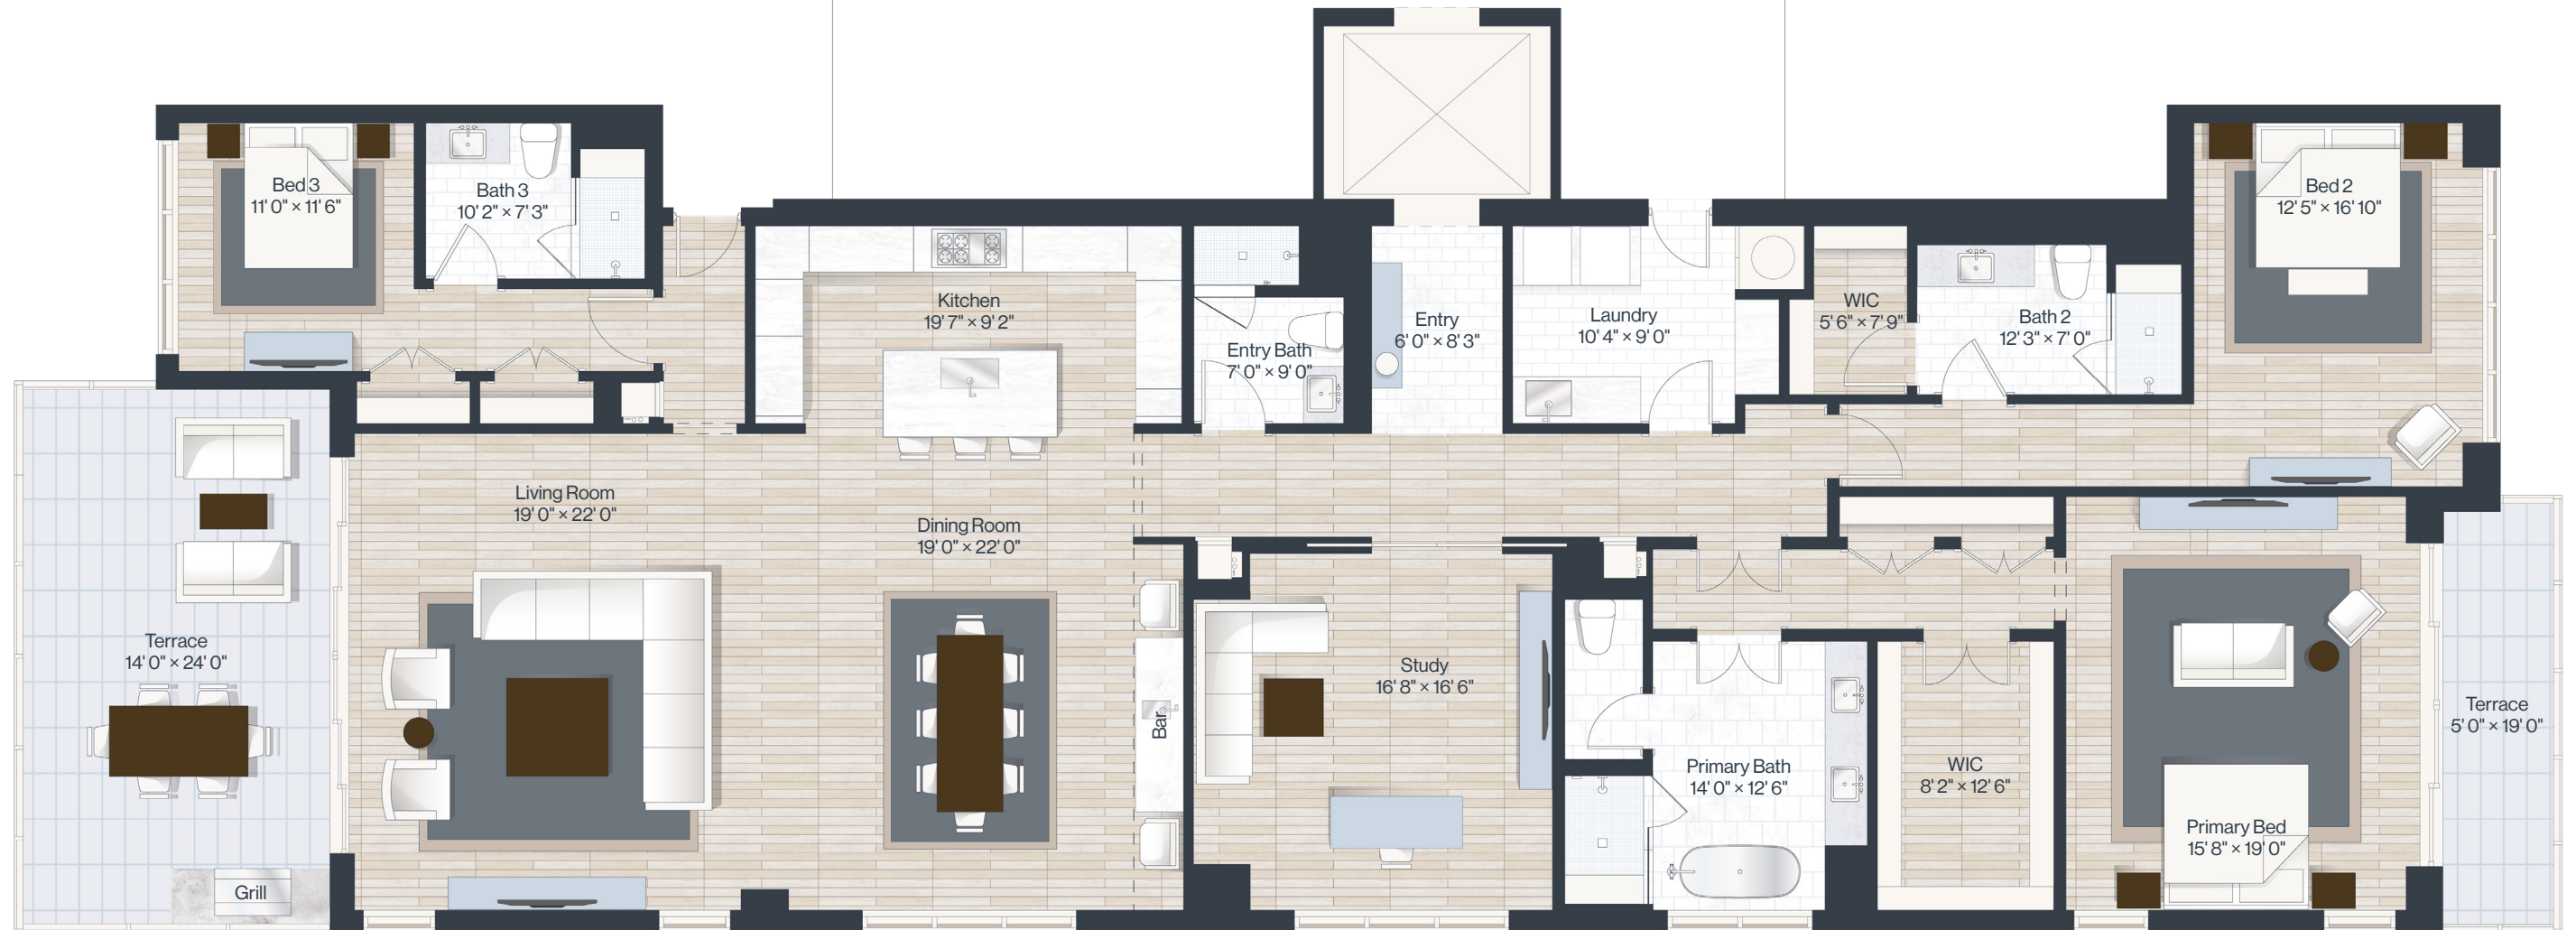 Bed 3
11' 0" × 11' 6"
Bath 3
10' 2" × 7' 3"
Bed 2
12' 5" × 16' 10"
Kitchen
19' 7" × 9' 2"
Entry Bath
7' 0" × 9' 0"
Entry
6' 0" × 8' 3"
Laundry
10' 4" × 9' 0"
WIC
5' 6" × 7' 9"
Bath 2
12' 3" × 7' 0"
Living Room
19' 0" × 22' 0"
Dining Room
19' 0" × 22' 0"
Terrace
14' 0" × 24' 0"
Study
16' 8" × 16' 6"
Bar
Primary Bath
14' 0" × 12' 6"
WIC
8' 2" × 12' 6"
Terrace
5' 0" × 19' 0"
Primary Bed
15' 8" × 19' 0"
Grill